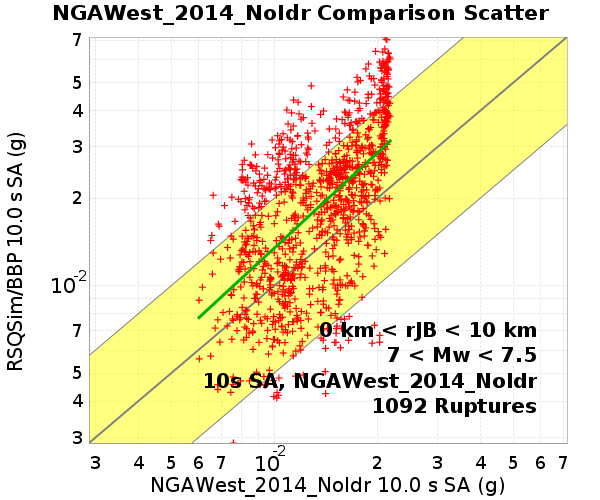 NGAWest_2014_NoIdr Comparison Scatter
RSQSim/BBP 10.0 s SA (g)
7
5
4
3
2
10^-2
7
5
4
3
0 km < rJB < 10 km
7 < Mw < 7.5
10s SA, NGAWest_2014_NoIdr
1092 Ruptures
3 4 5 6 7 10^-2 2 3 4 5 6 7
NGAWest_2014_NoIdr 10.0 s SA (g)